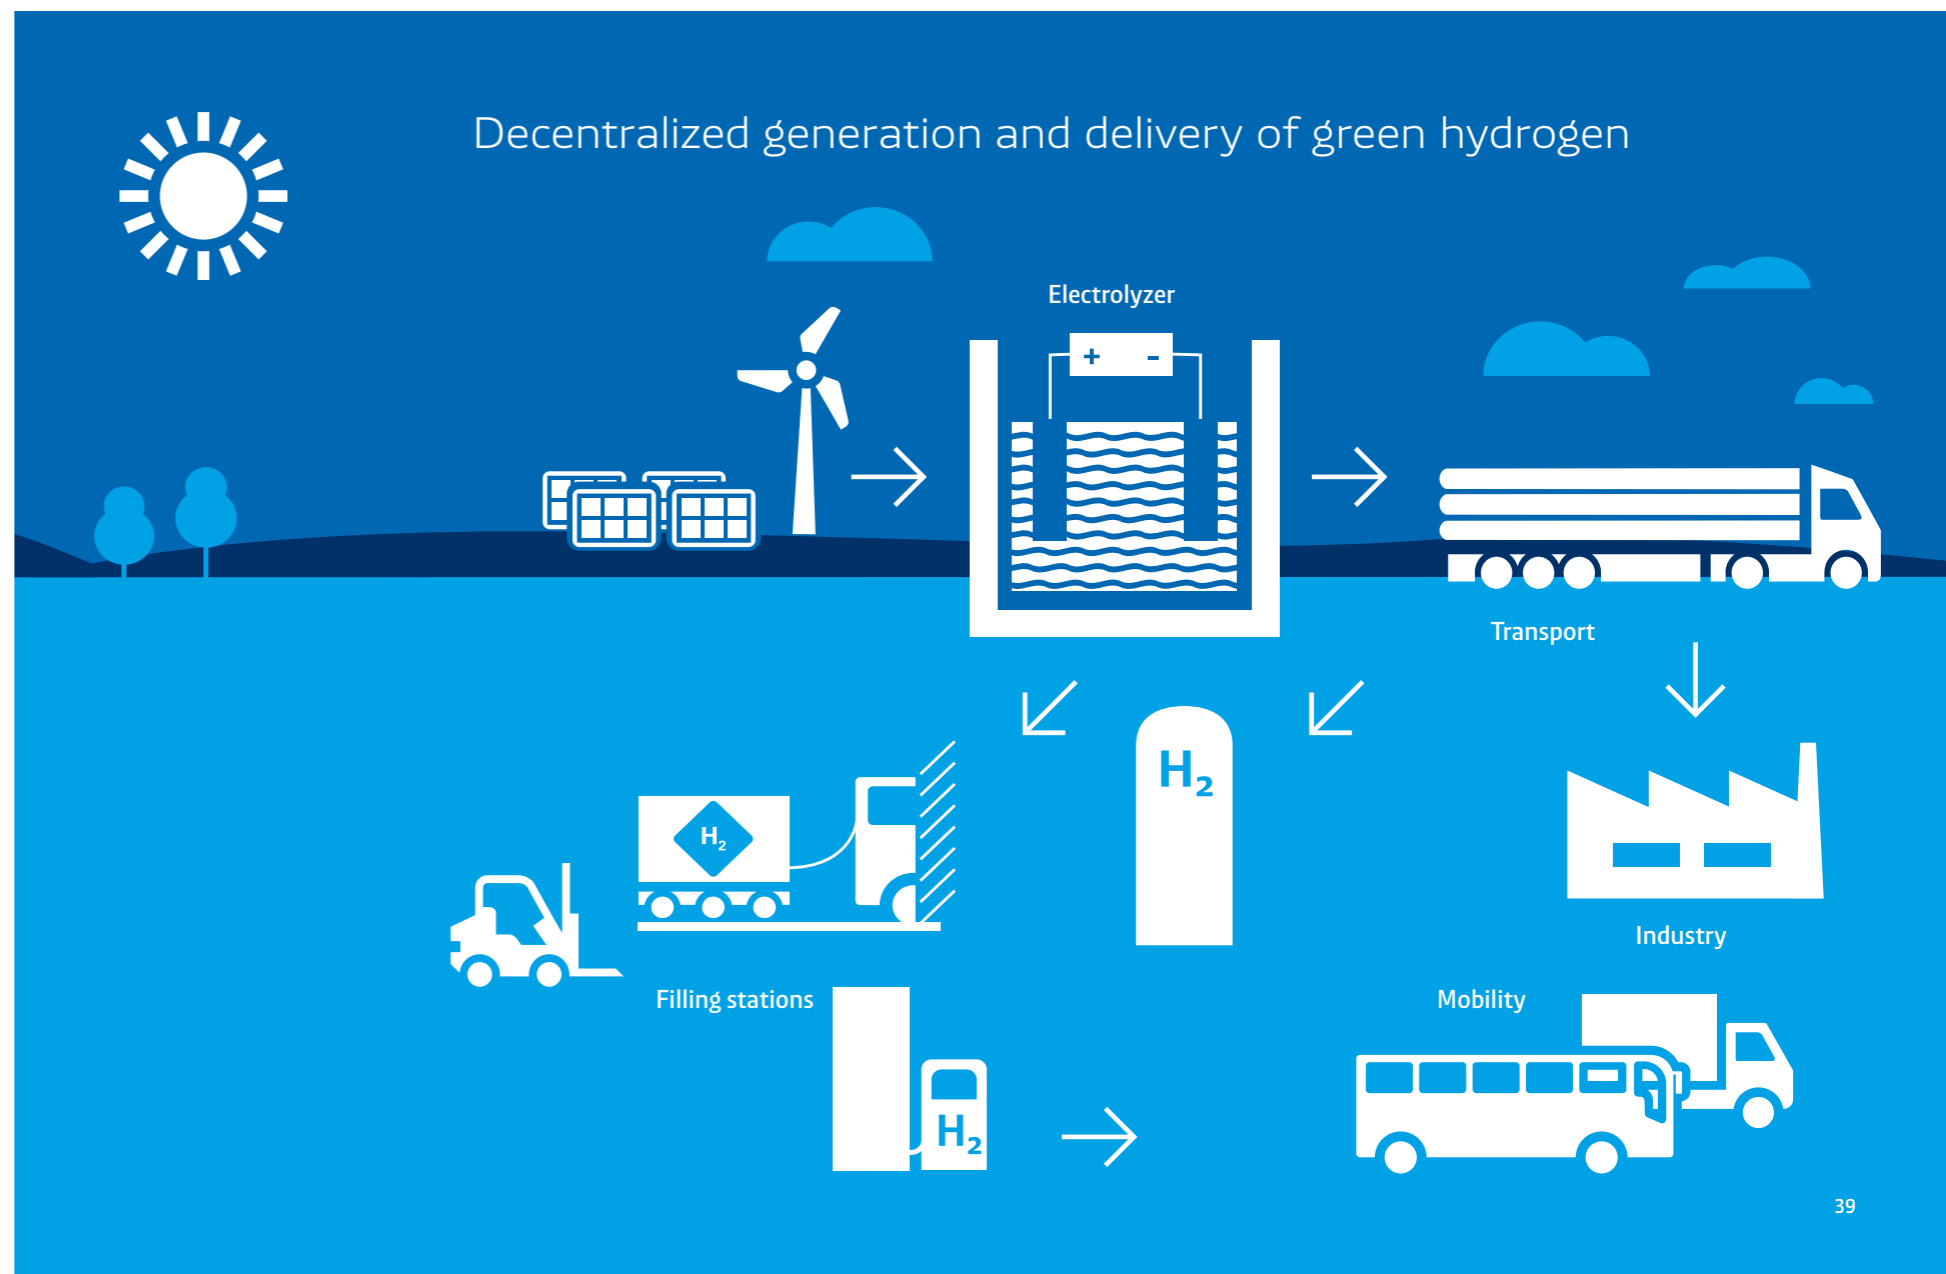 Decentralized generation and delivery of green hydrogen
Electrolyzer
+ -
Transport
H₂
H₂
Industry
Filling stations
Mobility
H₂
39